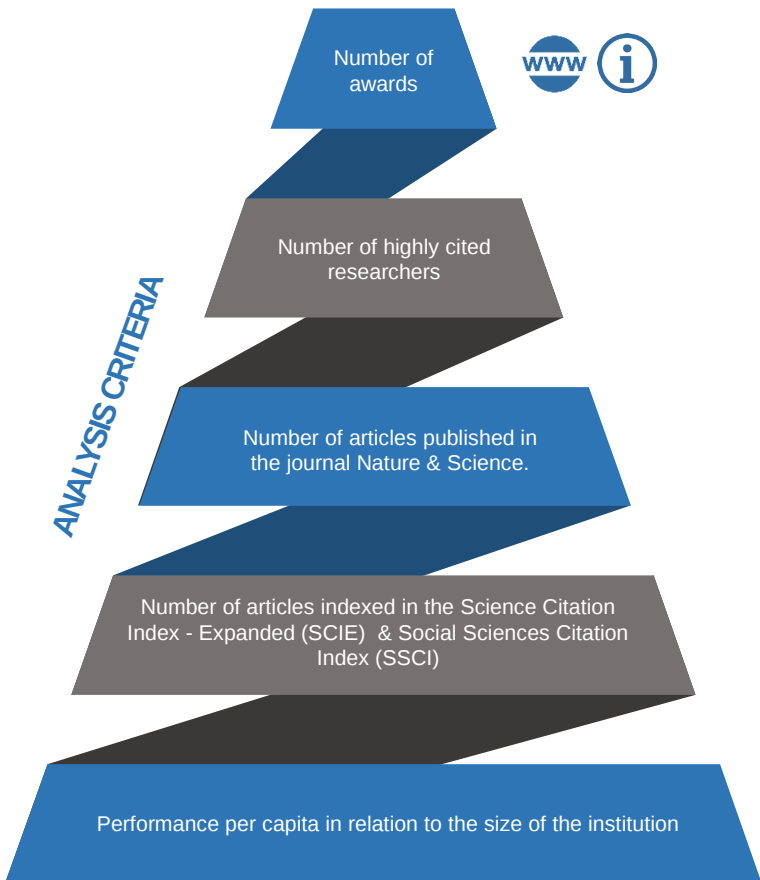 Number of
awards
www
i
Number of highly cited
researchers
ANALYSIS CRITERIA
Number of articles published in
the journal Nature & Science.
Number of articles indexed in the Science Citation
Index - Expanded (SCIE)  & Social Sciences Citation
Index (SSCI)
Performance per capita in relation to the size of the institution